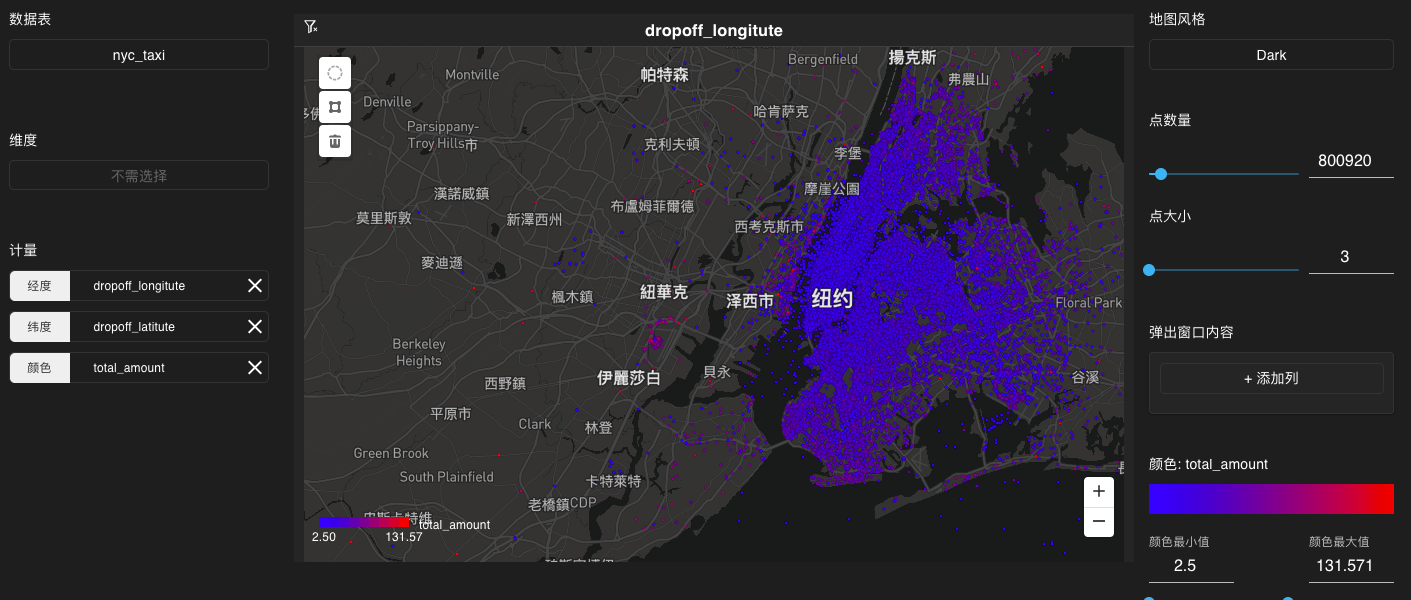 数据表
nyc_taxi
维度
不需选择
计量
经度
dropoff_longitute
纬度
dropoff_latitute
颜色
total_amount
dropoff_longitute
Bergenfield
揚克斯
Montville
帕特森
弗農山
Denville
哈肯萨克
Parsippany-
Troy Hills市
克利夫頓
李堡
漢諾威鎮
摩崖公園
莫里斯敦
新澤西州
布盧姆菲爾德
西考克斯市
麥迪遜
楓木鎮
紐華克
泽西市
纽约
Floral Park
Berkeley
Heights
伊麗莎白
貝永
谷溪
西野鎮
平原市
Clark
林登
Green Brook
South Plainfield
卡特萊特
老橋鎮CDP
total_amount
2.50
131.57
+
−
地图风格
Dark
点数量
800920
点大小
3
弹出窗口内容
+ 添加列
颜色: total_amount
颜色最小值
颜色最大值
2.5
131.571